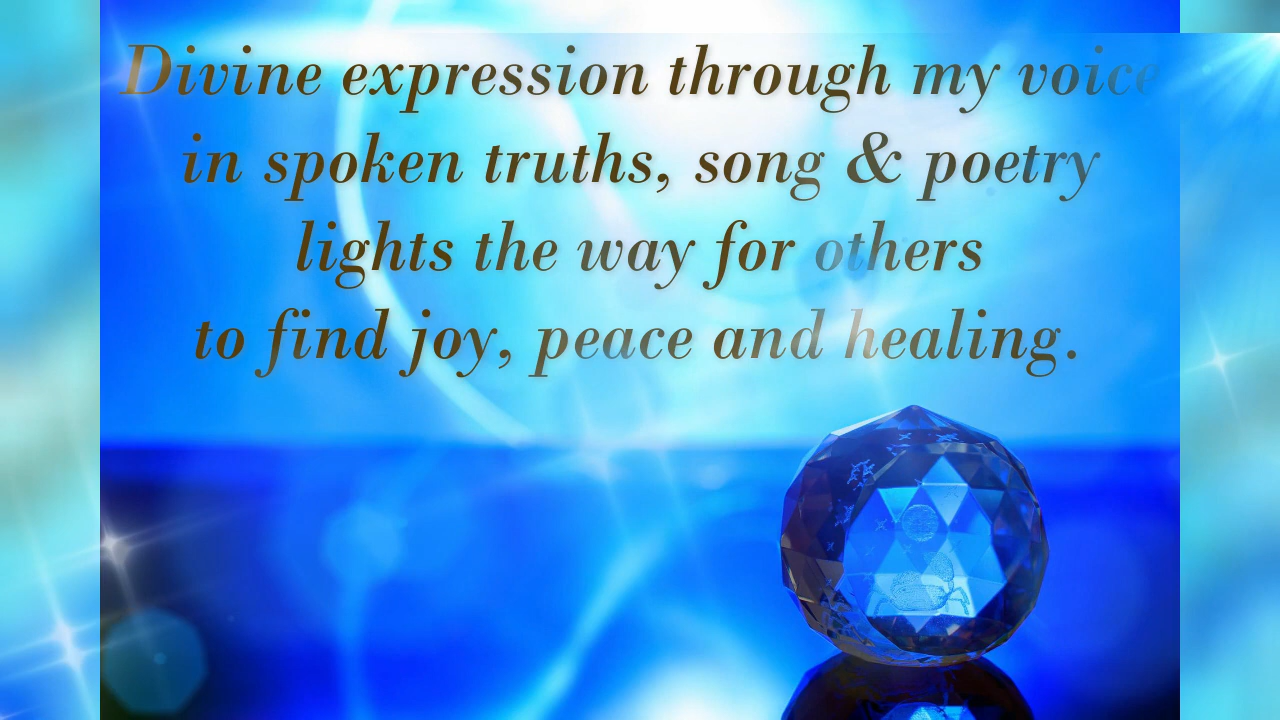 Divine expression through my voice
in spoken truths, song & poetry
lights the way for others
to find joy, peace and healing.